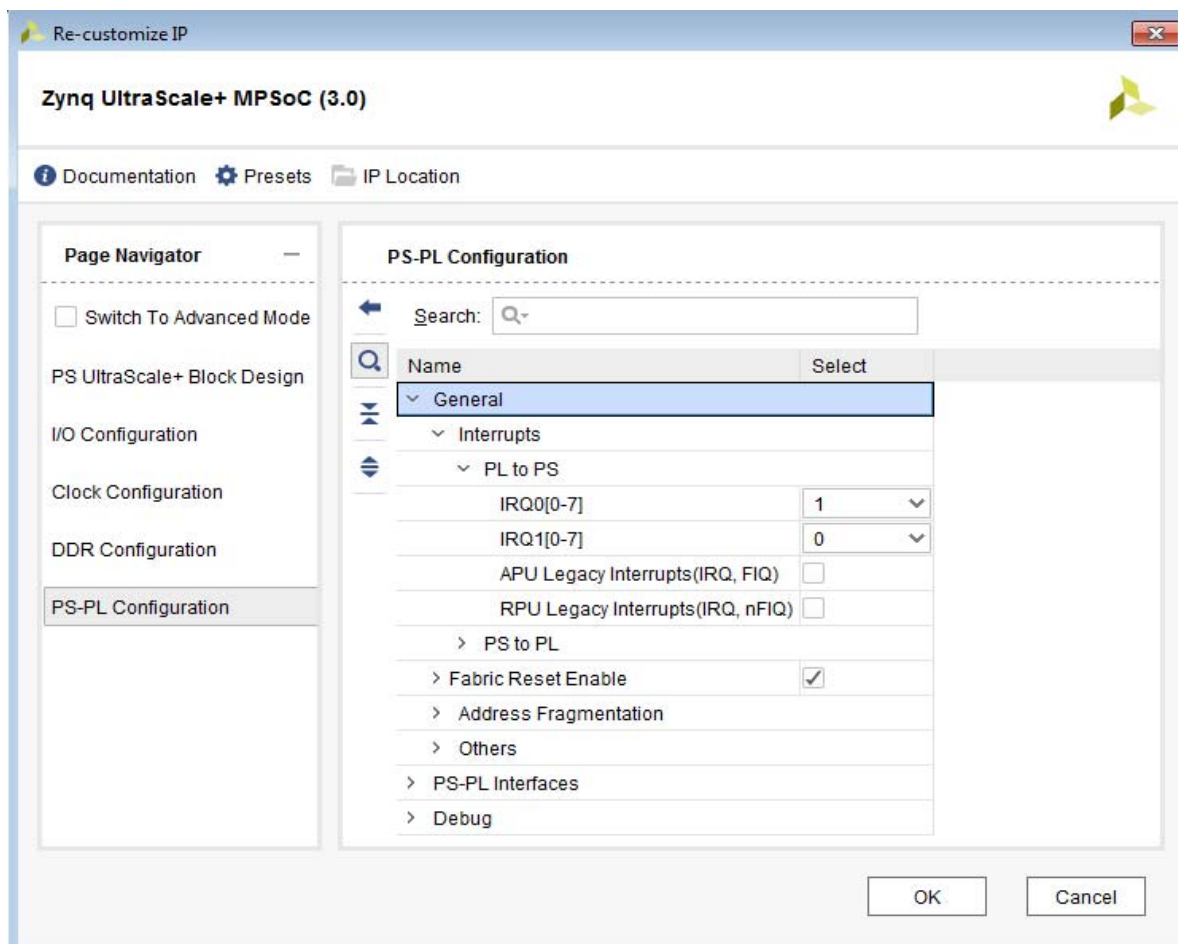 Re-customize IP
Zynq UltraScale+ MPSoC (3.0)
Documentation Presets IP Location
Page Navigator
Switch To Advanced Mode
PS UltraScale+ Block Design
I/O Configuration
Clock Configuration
DDR Configuration
PS-PL Configuration
PS-PL Configuration
Search:
Name Select
General
Interrupts
PL to PS
IRQ0[0-7] 1
IRQ1[0-7] 0
APU Legacy Interrupts(IRQ, FIQ)
RPU Legacy Interrupts(IRQ, nFIQ)
PS to PL
Fabric Reset Enable
Address Fragmentation
Others
PS-PL Interfaces
Debug
OK Cancel